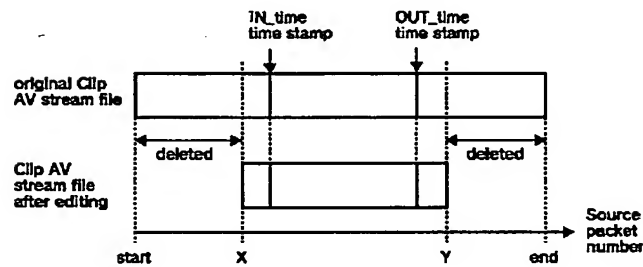 IN_time
time stamp
OUT_time
time stamp
original Clip
AV stream file
deleted
deleted
Clip AV
stream file
after editing
Source
packet
number
start
X
Y
end